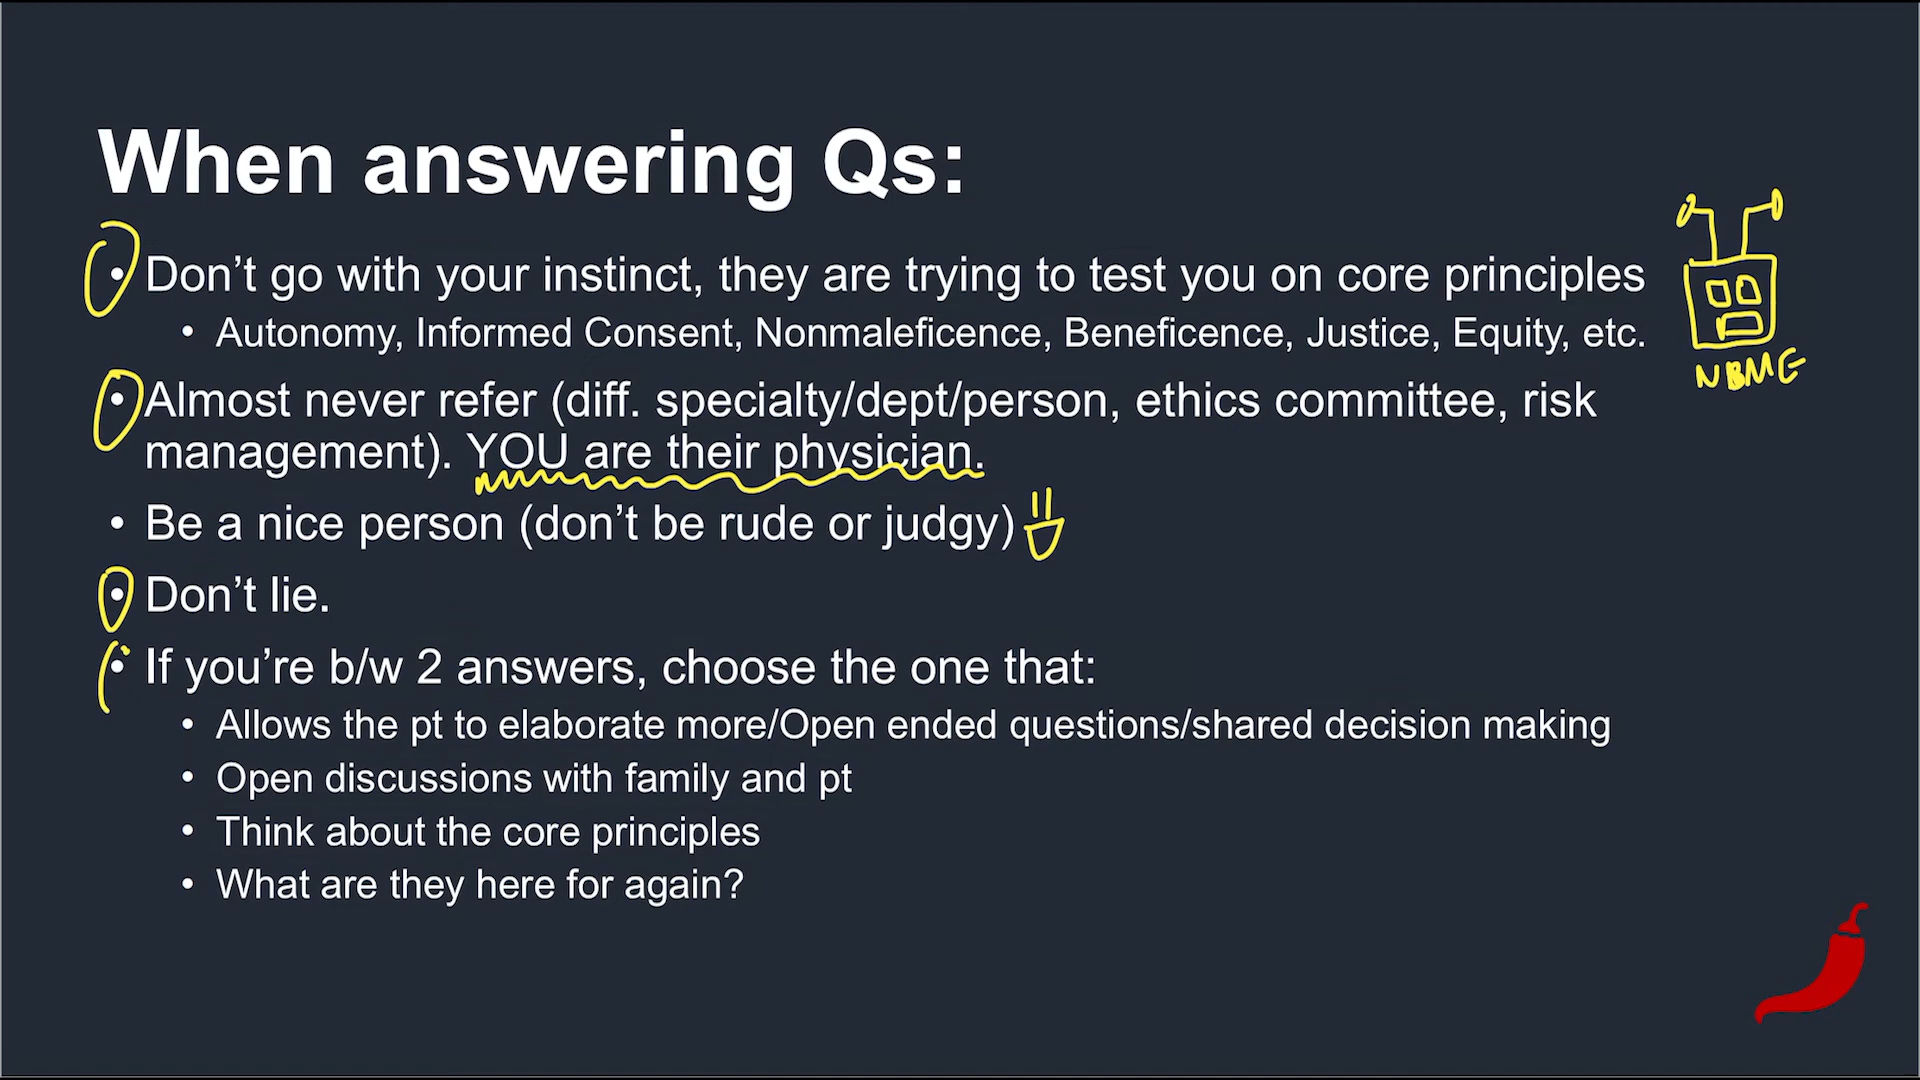 When answering Qs:
• Don’t go with your instinct, they are trying to test you on core principles
• Autonomy, Informed Consent, Nonmaleficence, Beneficence, Justice, Equity, etc.
NBME
• Almost never refer (diff. specialty/dept/person, ethics committee, risk
management). YOU are their physician.
• Be a nice person (don’t be rude or judgy)
• Don’t lie.
• If you’re b/w 2 answers, choose the one that:
• Allows the pt to elaborate more/Open ended questions/shared decision making
• Open discussions with family and pt
• Think about the core principles
• What are they here for again?